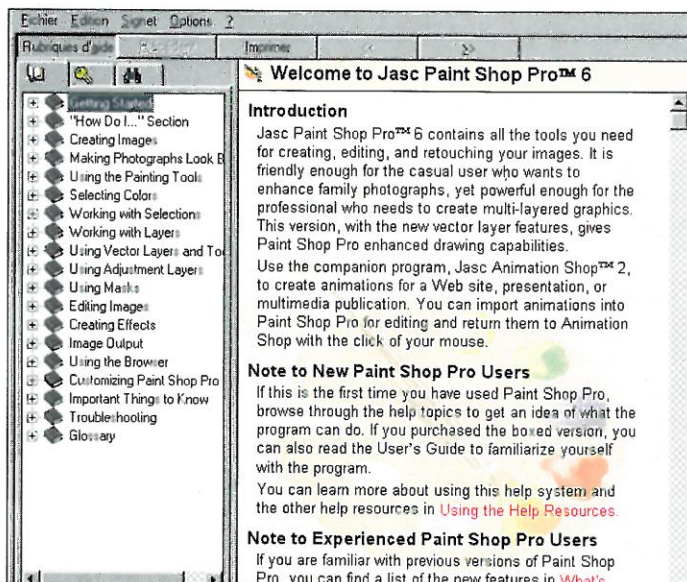 Fichier Edition Signet Options ?
Rubriques d'aide Imprimer << >>
Getting Started
"How Do I..." Section
Creating Images
Making Photographs Look B
Using the Painting Tools
Selecting Colors
Working with Selections
Working with Layers
Using Vector Layers and Too
Using Adjustment Layers
Using Masks
Editing Images
Creating Effects
Image Output
Using the Browser
Customizing Paint Shop Pro
Important Things to Know
Troubleshooting
Glossary
Welcome to Jasc Paint Shop Pro™ 6
Introduction
Jasc Paint Shop Pro™ 6 contains all the tools you need
for creating, editing, and retouching your images. It is
friendly enough for the casual user who wants to
enhance family photographs, yet powerful enough for the
professional who needs to create multi-layered graphics.
This version, with the new vector layer features, gives
Paint Shop Pro enhanced drawing capabilities.
Use the companion program, Jasc Animation Shop™ 2,
to create animations for a Web site, presentation, or
multimedia publication. You can import animations into
Paint Shop Pro for editing and return them to Animation
Shop with the click of your mouse.
Note to New Paint Shop Pro Users
If this is the first time you have used Paint Shop Pro,
browse through the help topics to get an idea of what the
program can do. If you purchased the boxed version, you
can also read the User's Guide to familiarize yourself
with the program.
You can learn more about using this help system and
the other help resources in Using the Help Resources.
Note to Experienced Paint Shop Pro Users
If you are familiar with previous versions of Paint Shop
Pro, you can find a list of the new features in What's